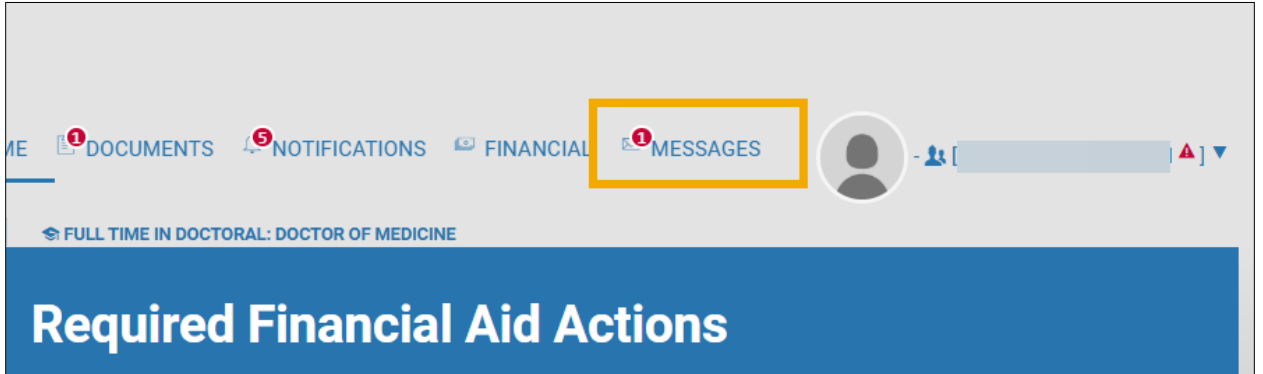 ME 1 DOCUMENTS 5 NOTIFICATIONS FINANCIAL 1 MESSAGES - [ ] ▼
FULL TIME IN DOCTORAL: DOCTOR OF MEDICINE
Required Financial Aid Actions